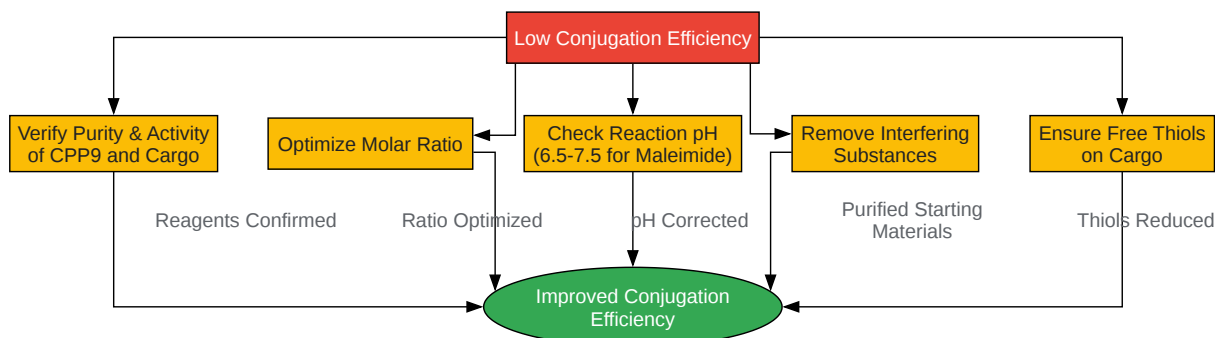 Low Conjugation Efficiency
Verify Purity & Activity
of CPP9 and Cargo
Optimize Molar Ratio
Check Reaction pH
(6.5-7.5 for Maleimide)
Remove Interfering
Substances
Ensure Free Thiols
on Cargo
Reagents Confirmed
Ratio Optimized
pH Corrected
Purified Starting
Materials
Thiols Reduced
Improved Conjugation
Efficiency